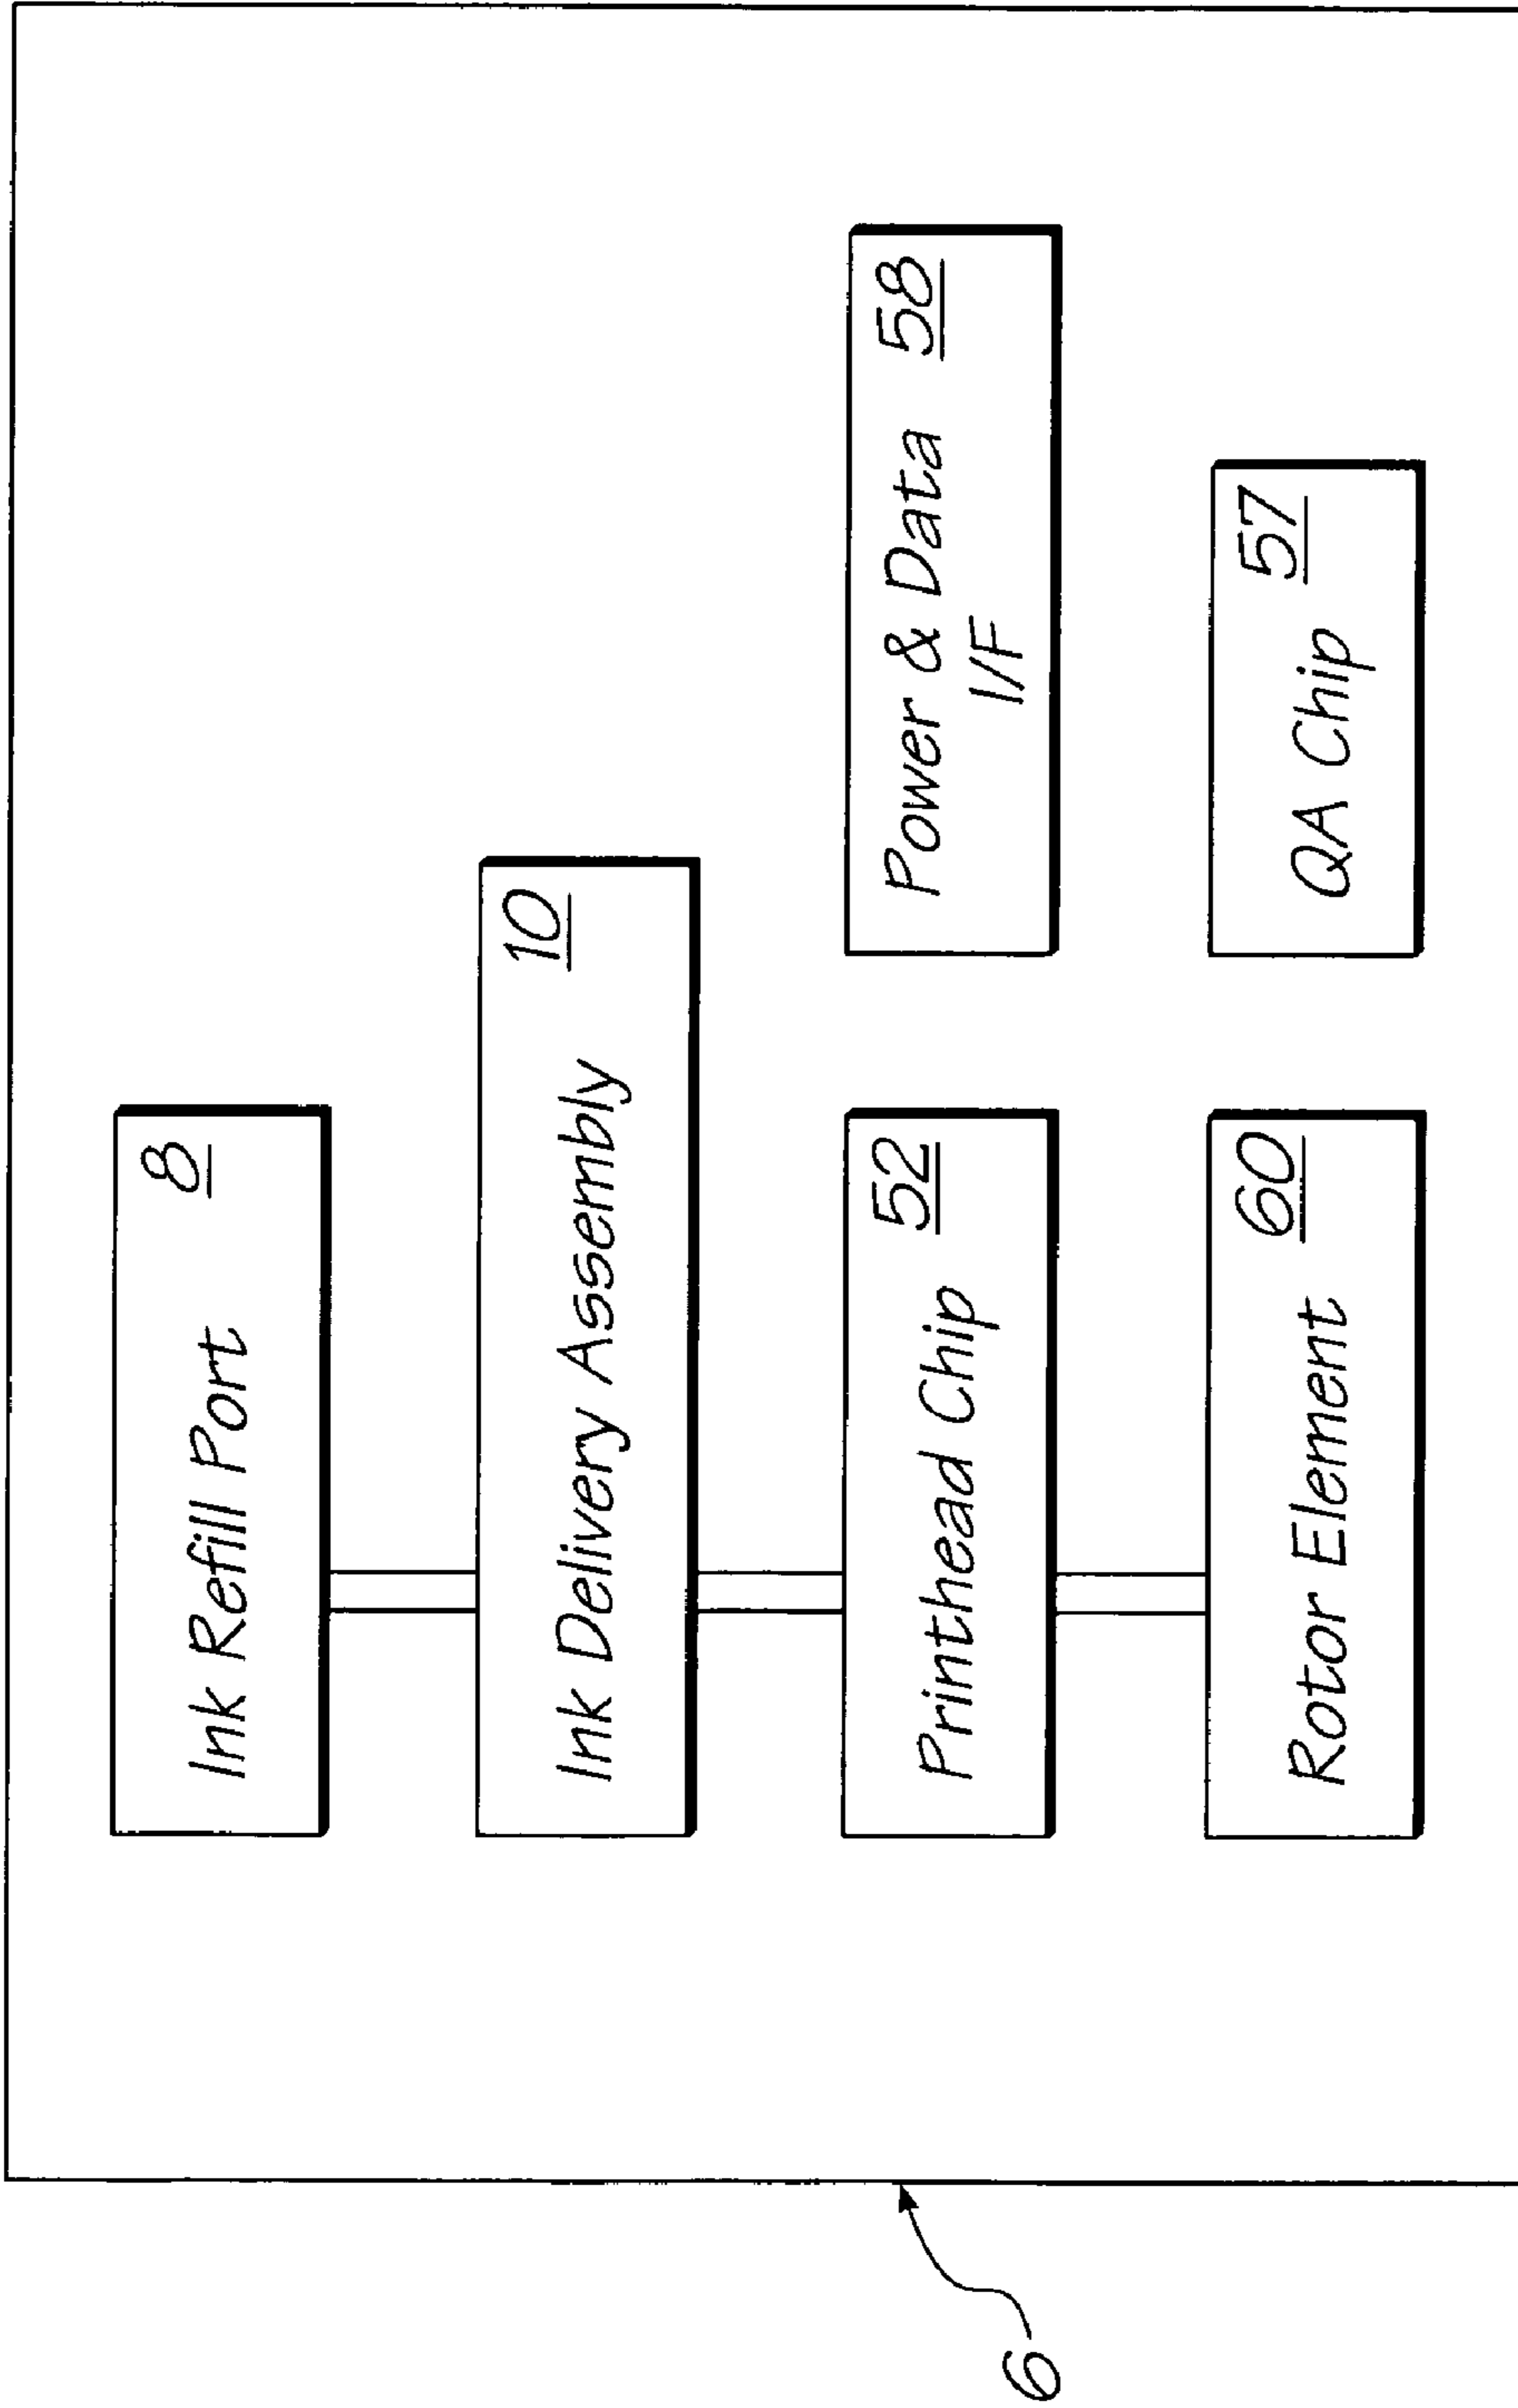 Ink Refill Port 8
Ink Delivery Assembly 10
Printhead Chip 52
Power & Data 58
I/F
Rotor Element 60
QA Chip 57
6